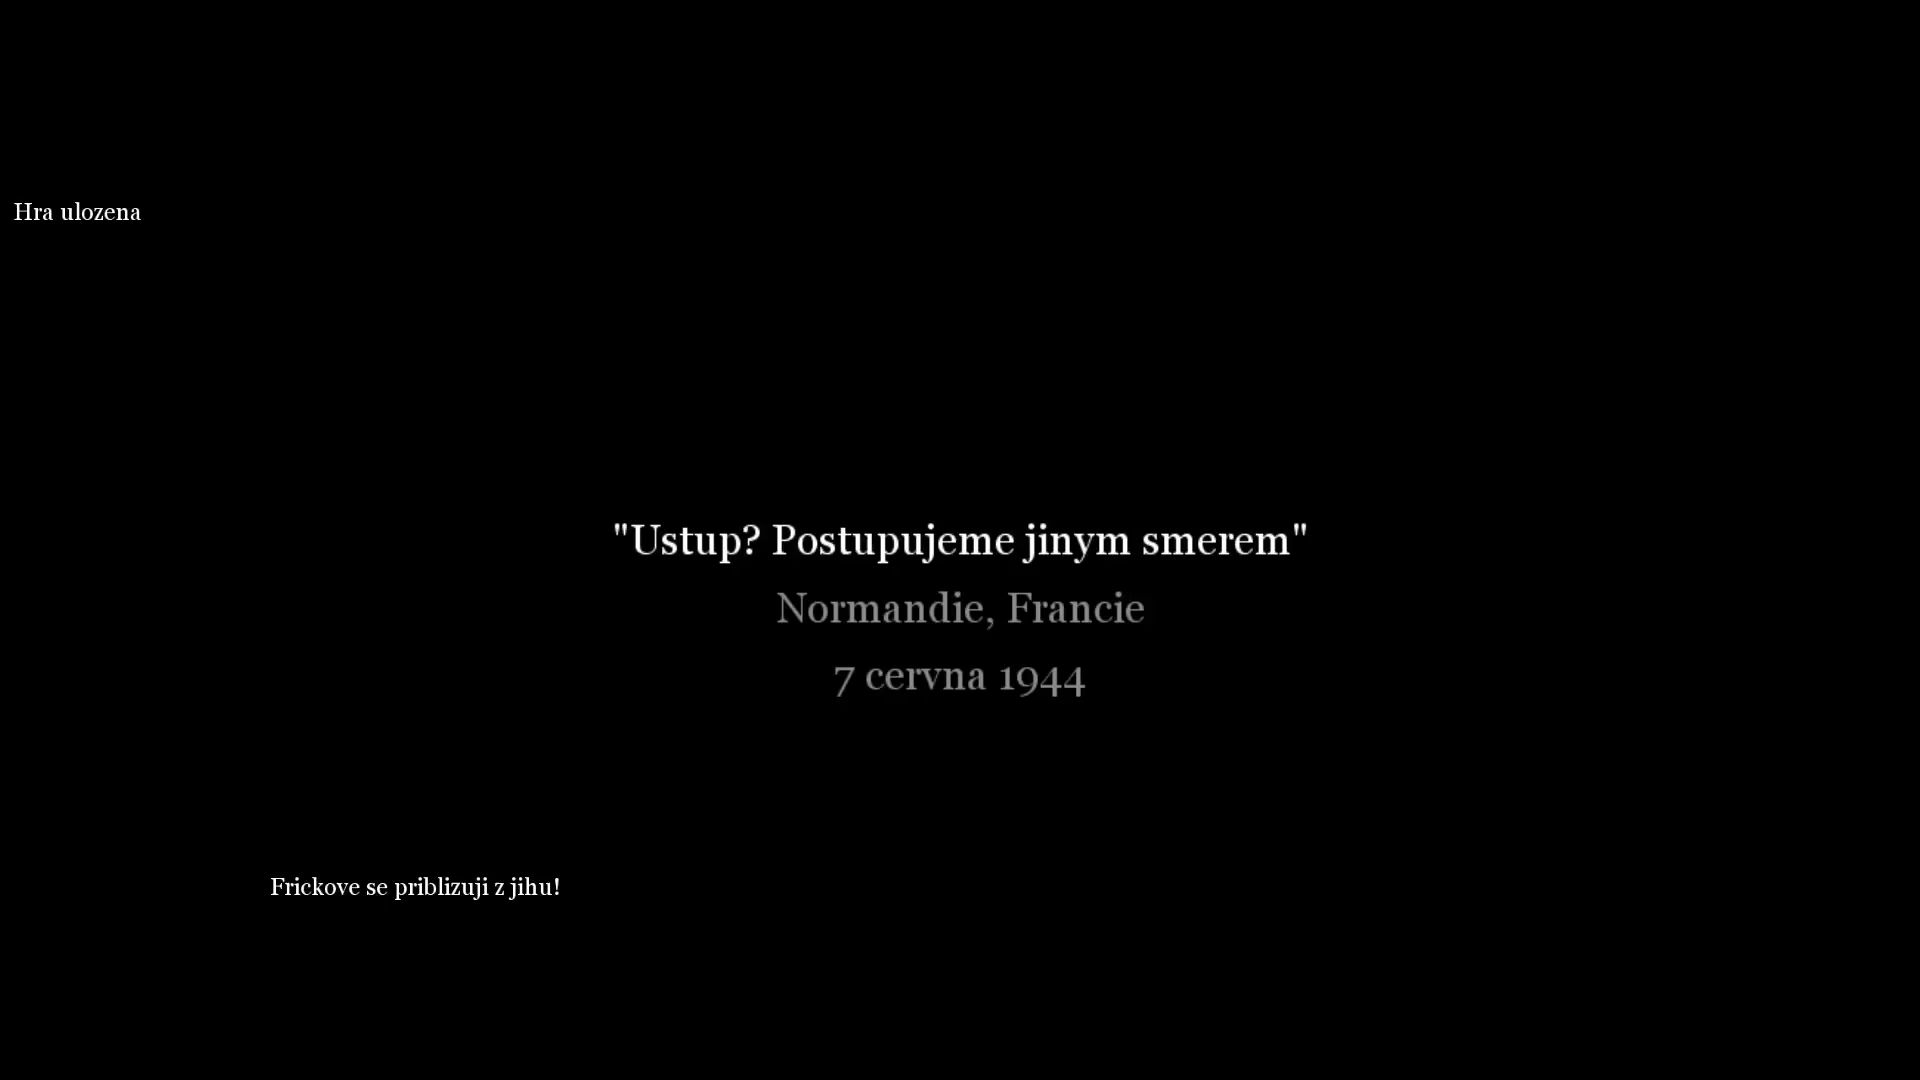 Hra ulozena
"Ustup? Postupujeme jinym smerem"
Normandie, Francie
7 cervna 1944
Frickove se priblizuji z jihu!